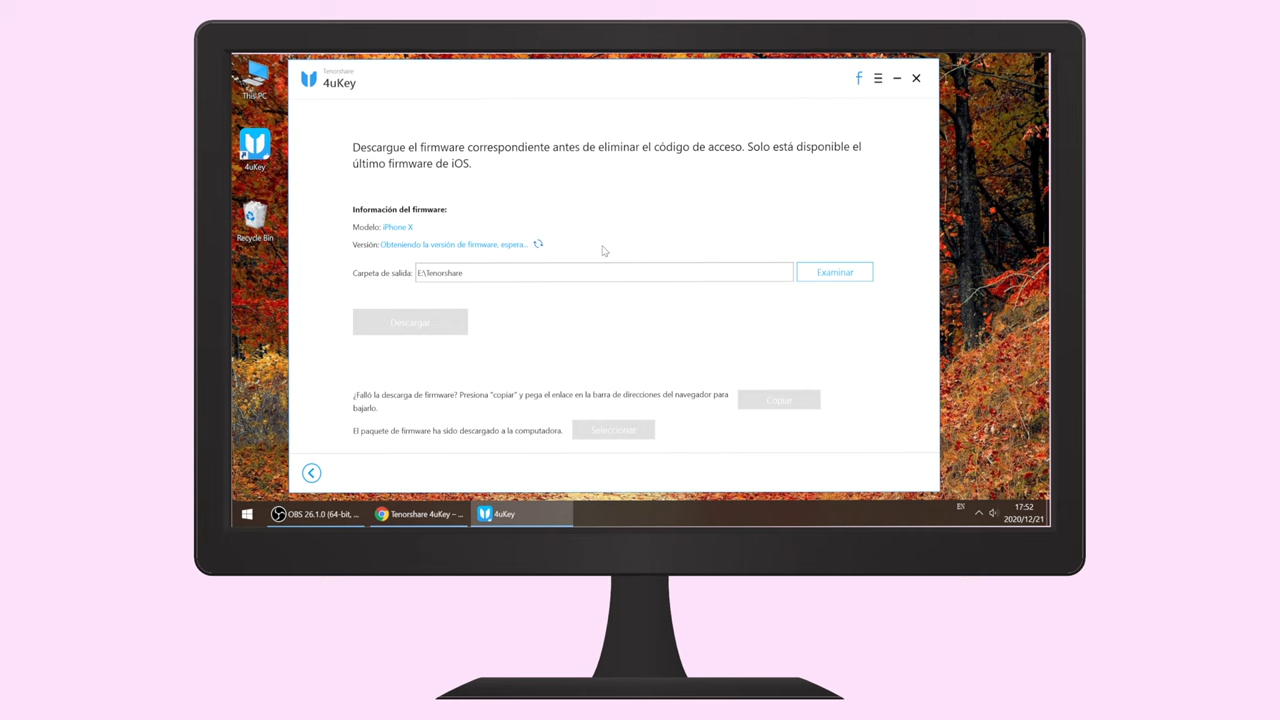 This PC
4uKey
Recycle Bin
Tenorshare
4uKey
Descargue el firmware correspondiente antes de eliminar el código de acceso. Solo está disponible el
último firmware de iOS.
Información del firmware:
Modelo: iPhone X
Versión: Obteniendo la versión de firmware, espera...
Carpeta de salida: E:\Tenorshare
Examinar
Descargar
¿Falló la descarga de firmware? Presiona "copiar" y pega el enlace en la barra de direcciones del navegador para
bajarlo.
Copiar
El paquete de firmware ha sido descargado a la computadora.
Seleccionar
OBS 26.1.0 (64-bit, ...
Tenorshare 4uKey – ...
4uKey
EN
17:52
2020/12/21